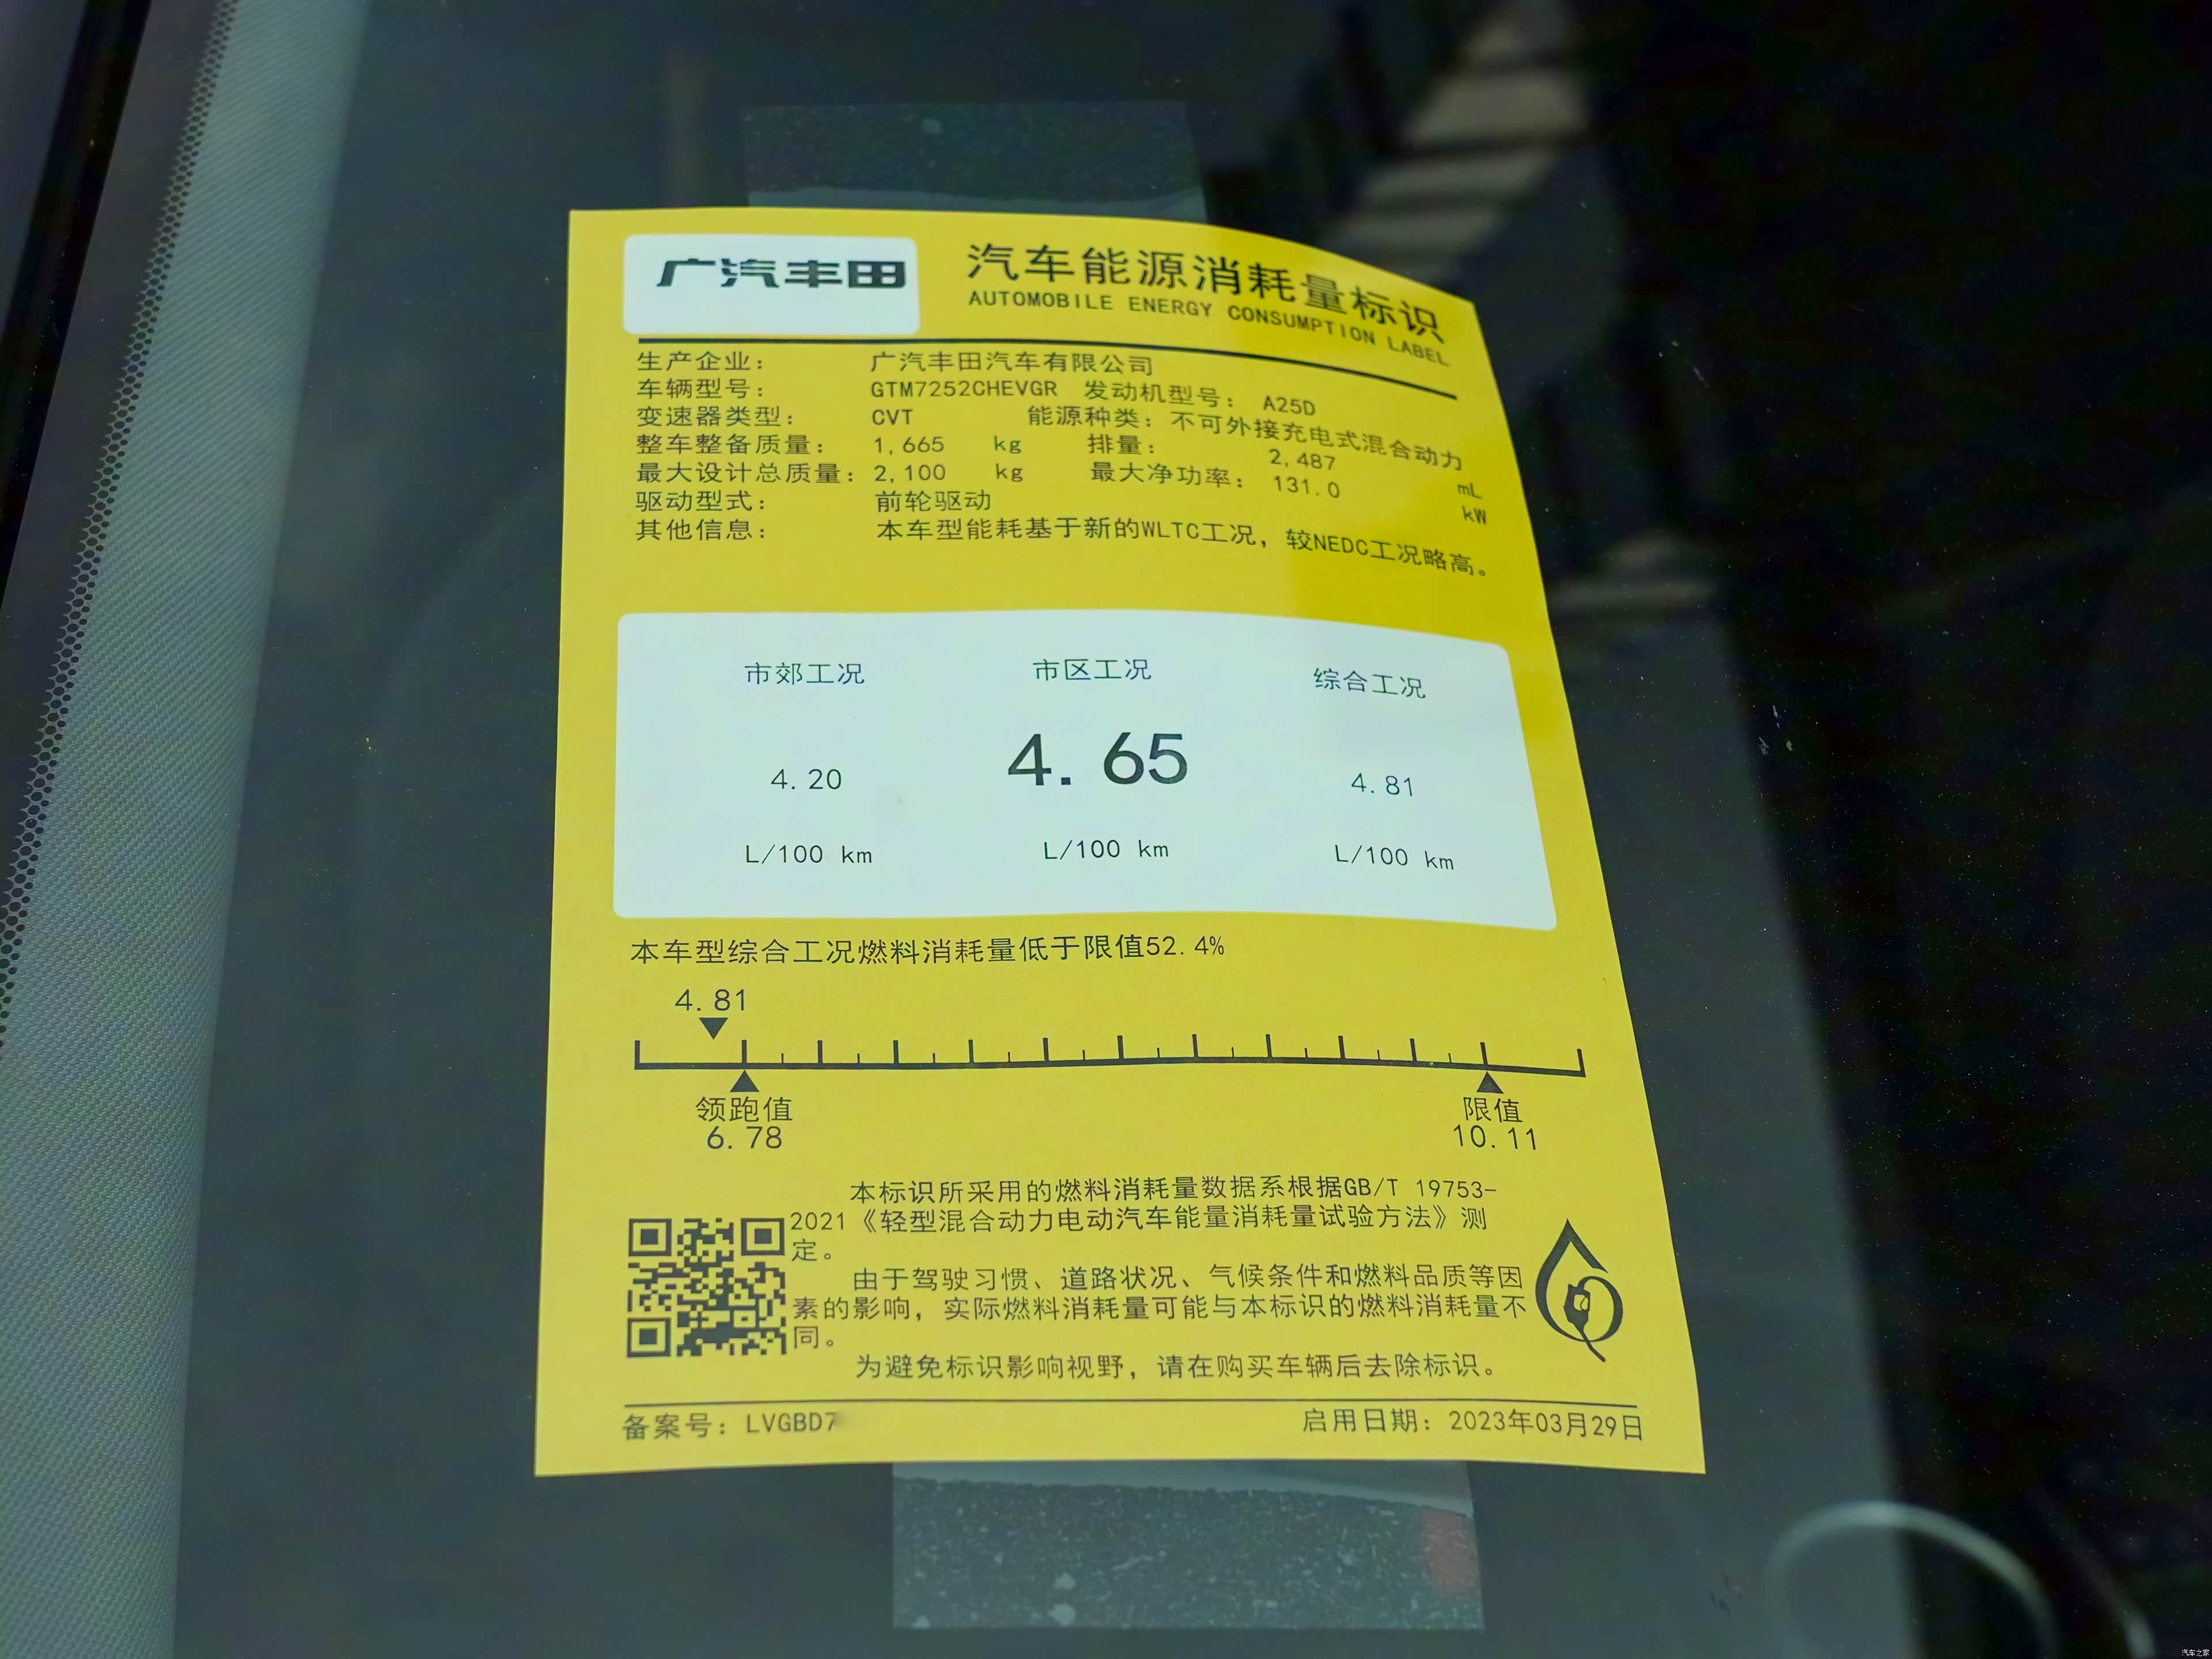 广汽丰田
汽车能源消耗量标识
AUTOMOBILE ENERGY CONSUMPTION LABEL
生产企业： 广汽丰田汽车有限公司
车辆型号： GTM7252CHEVGR 发动机型号： A25D
变速器类型： CVT 能源种类：不可外接充电式混合动力
整车整备质量： 1,665 kg 排量： 2,487 mL
最大设计总质量：2,100 kg 最大净功率： 131.0 kW
驱动型式： 前轮驱动
其他信息： 本车型能耗基于新的WLTC工况，较NEDC工况略高。
市郊工况 市区工况 综合工况
4.20 4.65 4.81
L/100 km L/100 km L/100 km
本车型综合工况燃料消耗量低于限值52.4%
4.81
领跑值 限值
6.78 10.11
本标识所采用的燃料消耗量数据系根据GB/T 19753-
2021《轻型混合动力电动汽车能量消耗量试验方法》测
定。
由于驾驶习惯、道路状况、气候条件和燃料品质等因
素的影响，实际燃料消耗量可能与本标识的燃料消耗量不
同。
为避免标识影响视野，请在购买车辆后去除标识。
备案号：LVGBD7 启用日期：2023年03月29日
汽车之家